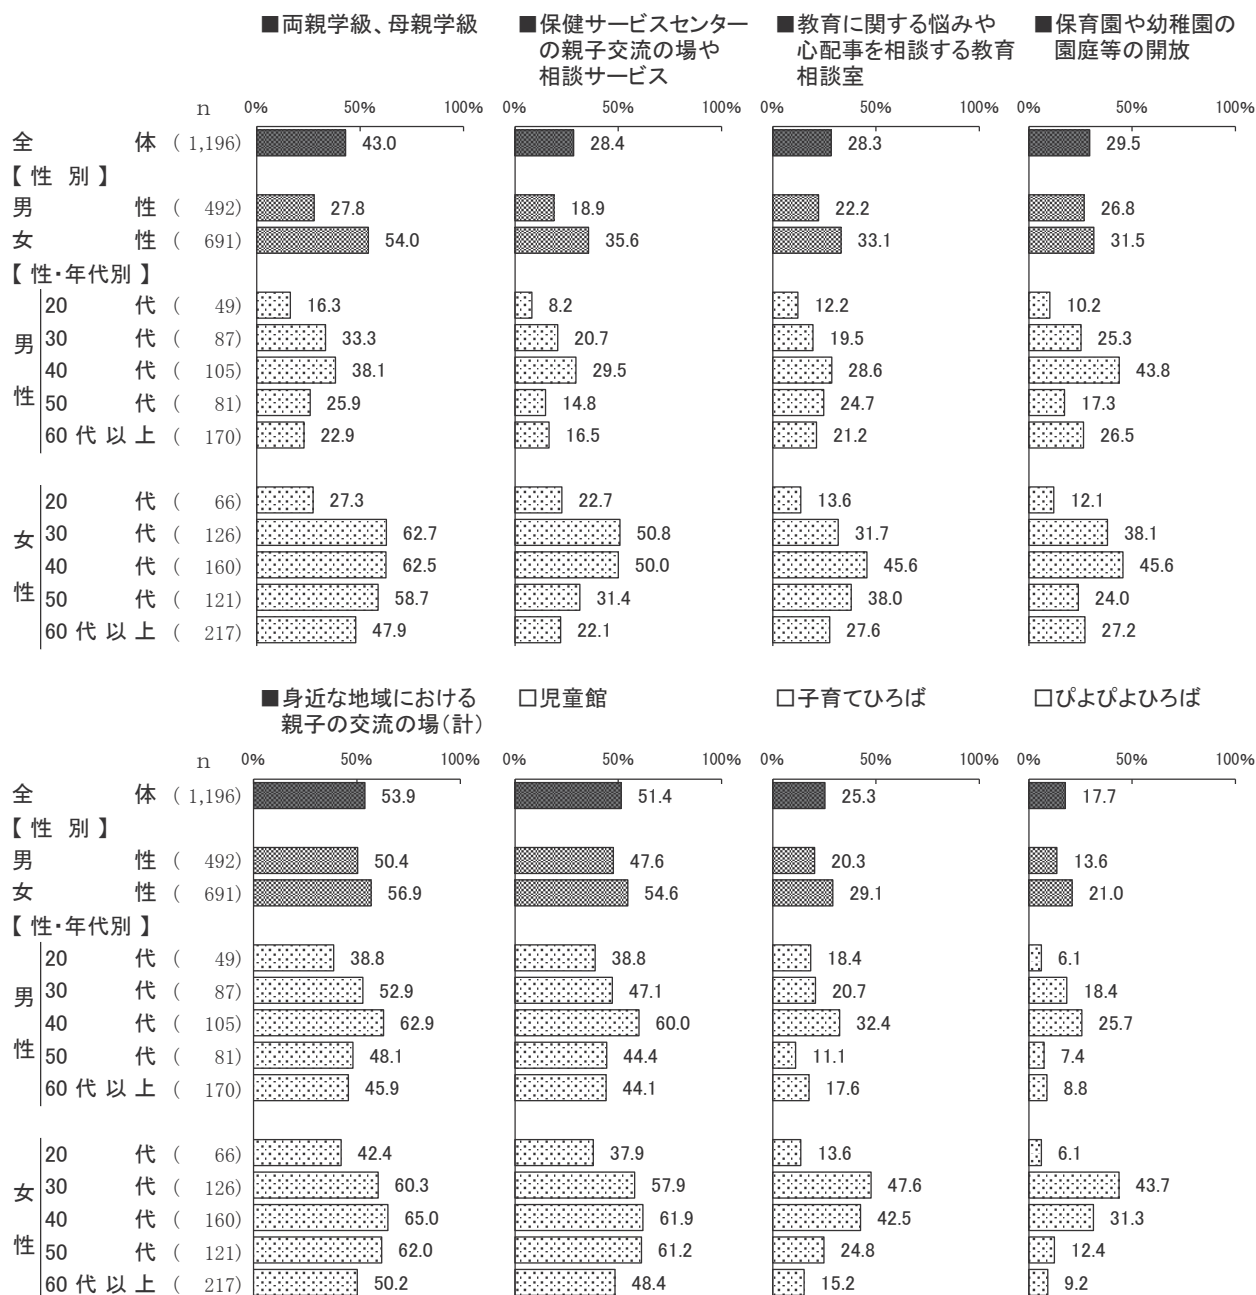 ■両親学級、母親学級 ■保健サービスセンター ■教育に関する悩みや ■保育園や幼稚園の
の親子交流の場や 心配事を相談する教育 園庭等の開放
相談サービス 相談室
n 0% 50% 100% 0% 50% 100% 0% 50% 100% 0% 50% 100%
全体 (1,196) 43.0 28.4 28.3 29.5
【性別】
男性 (492) 27.8 18.9 22.2 26.8
女性 (691) 54.0 35.6 33.1 31.5
【性・年代別】
男性
20代 (49) 16.3 8.2 12.2 10.2
30代 (87) 33.3 20.7 19.5 25.3
40代 (105) 38.1 29.5 28.6 43.8
50代 (81) 25.9 14.8 24.7 17.3
60代以上 (170) 22.9 16.5 21.2 26.5
女性
20代 (66) 27.3 22.7 13.6 12.1
30代 (126) 62.7 50.8 31.7 38.1
40代 (160) 62.5 50.0 45.6 45.6
50代 (121) 58.7 31.4 38.0 24.0
60代以上 (217) 47.9 22.1 27.6 27.2
■身近な地域における □児童館 □子育てひろば □ぴよぴよひろば
親子の交流の場(計)
n 0% 50% 100% 0% 50% 100% 0% 50% 100% 0% 50% 100%
全体 (1,196) 53.9 51.4 25.3 17.7
【性別】
男性 (492) 50.4 47.6 20.3 13.6
女性 (691) 56.9 54.6 29.1 21.0
【性・年代別】
男性
20代 (49) 38.8 38.8 18.4 6.1
30代 (87) 52.9 47.1 20.7 18.4
40代 (105) 62.9 60.0 32.4 25.7
50代 (81) 48.1 44.4 11.1 7.4
60代以上 (170) 45.9 44.1 17.6 8.8
女性
20代 (66) 42.4 37.9 13.6 6.1
30代 (126) 60.3 57.9 47.6 43.7
40代 (160) 65.0 61.9 42.5 31.3
50代 (121) 62.0 61.2 24.8 12.4
60代以上 (217) 50.2 48.4 15.2 9.2